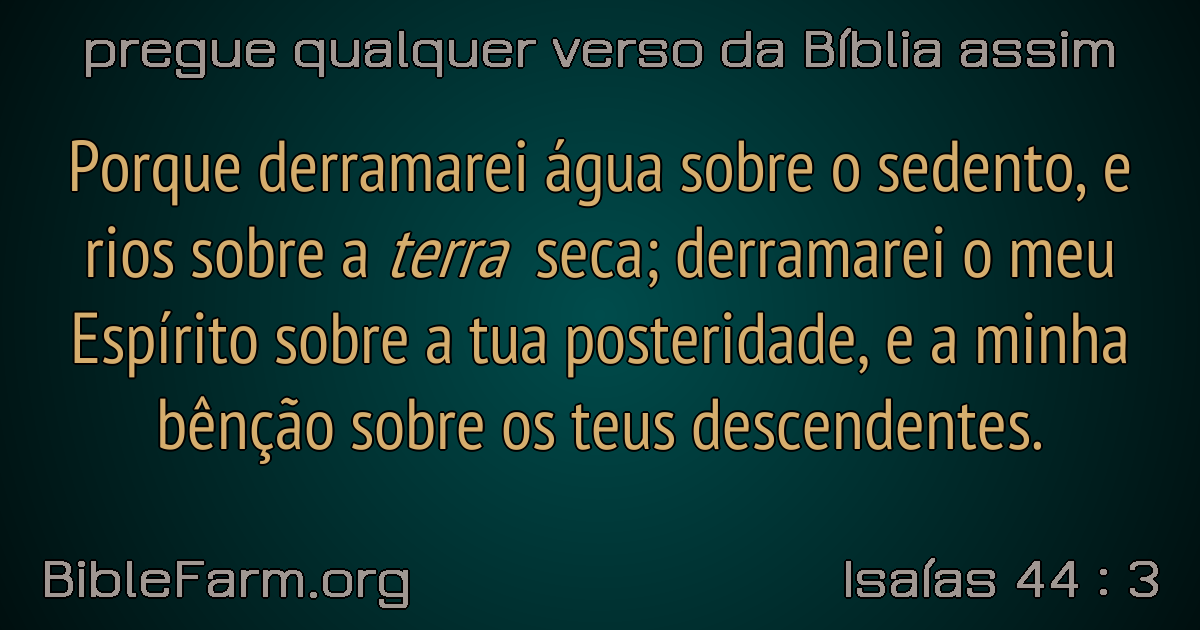 pregue qualquer verso da Bíblia assim
Porque derramarei água sobre o sedento, e
rios sobre a terra seca; derramarei o meu
Espírito sobre a tua posteridade, e a minha
bênção sobre os teus descendentes.
BibleFarm.org
Isaías 44 : 3